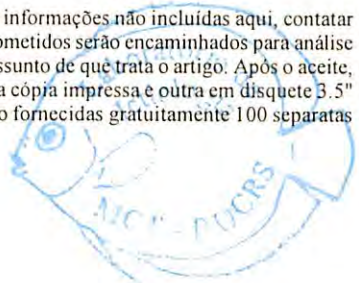 informações não incluídas aqui, contatar
ometidos serão encaminhados para análise
ssunto de que trata o artigo. Após o aceite,
a cópia impressa e outra em disquete 3.5"
o fornecidas gratuitamente 100 separatas
PUCRS